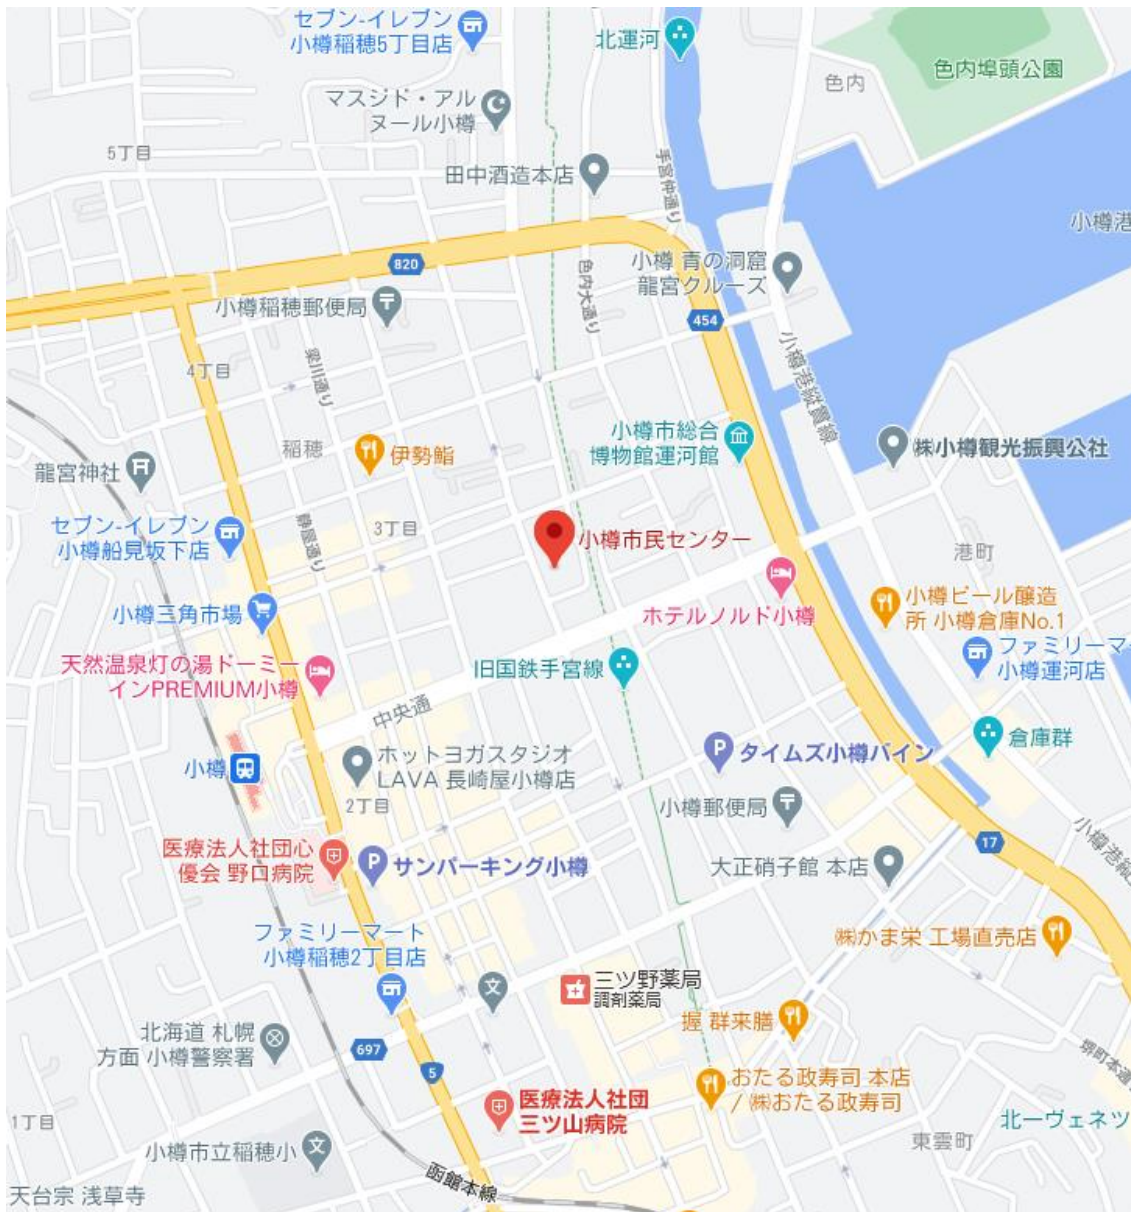 セブン-イレブン
小樽稲穂5丁目店
北運河
色内埠頭公園
色内
マスジド・アル
ヌール小樽
5丁目
手宮仲通り
田中酒造本店
小樽港
820
色内大通り
小樽 青の洞窟
龍宮クルーズ
小樽稲穂郵便局
454
小樽港縦貫線
梁川通り
4丁目
稲穂
伊勢鮨
小樽市総合
博物館運河館
㈱小樽観光振興公社
龍宮神社
セブン-イレブン
小樽船見坂下店
静屋通り
3丁目
小樽市民センター
港町
小樽三角市場
ホテルノルド小樽
小樽ビール醸造
所 小樽倉庫No.1
ファミリーマ
小樽運河店
天然温泉灯の湯ドーミー
インPREMIUM小樽
旧国鉄手宮線
中央通
倉庫群
小樽
ホットヨガスタジオ
LAVA 長崎屋小樽店
タイムズ小樽パイン
2丁目
小樽郵便局
小樽港縦
17
医療法人社団心
優会 野口病院
サンパーキング小樽
大正硝子館 本店
ファミリーマート
小樽稲穂2丁目店
㈱かま栄 工場直売店
三ツ野薬局
調剤薬局
握 群来膳
北海道 札幌
方面 小樽警察署
697
5
堺町本通
おたる政寿司 本店
/ ㈱おたる政寿司
医療法人社団
三ツ山病院
1丁目
北一ヴェネツ
東雲町
小樽市立稲穂小
函館本線
天台宗 浅草寺